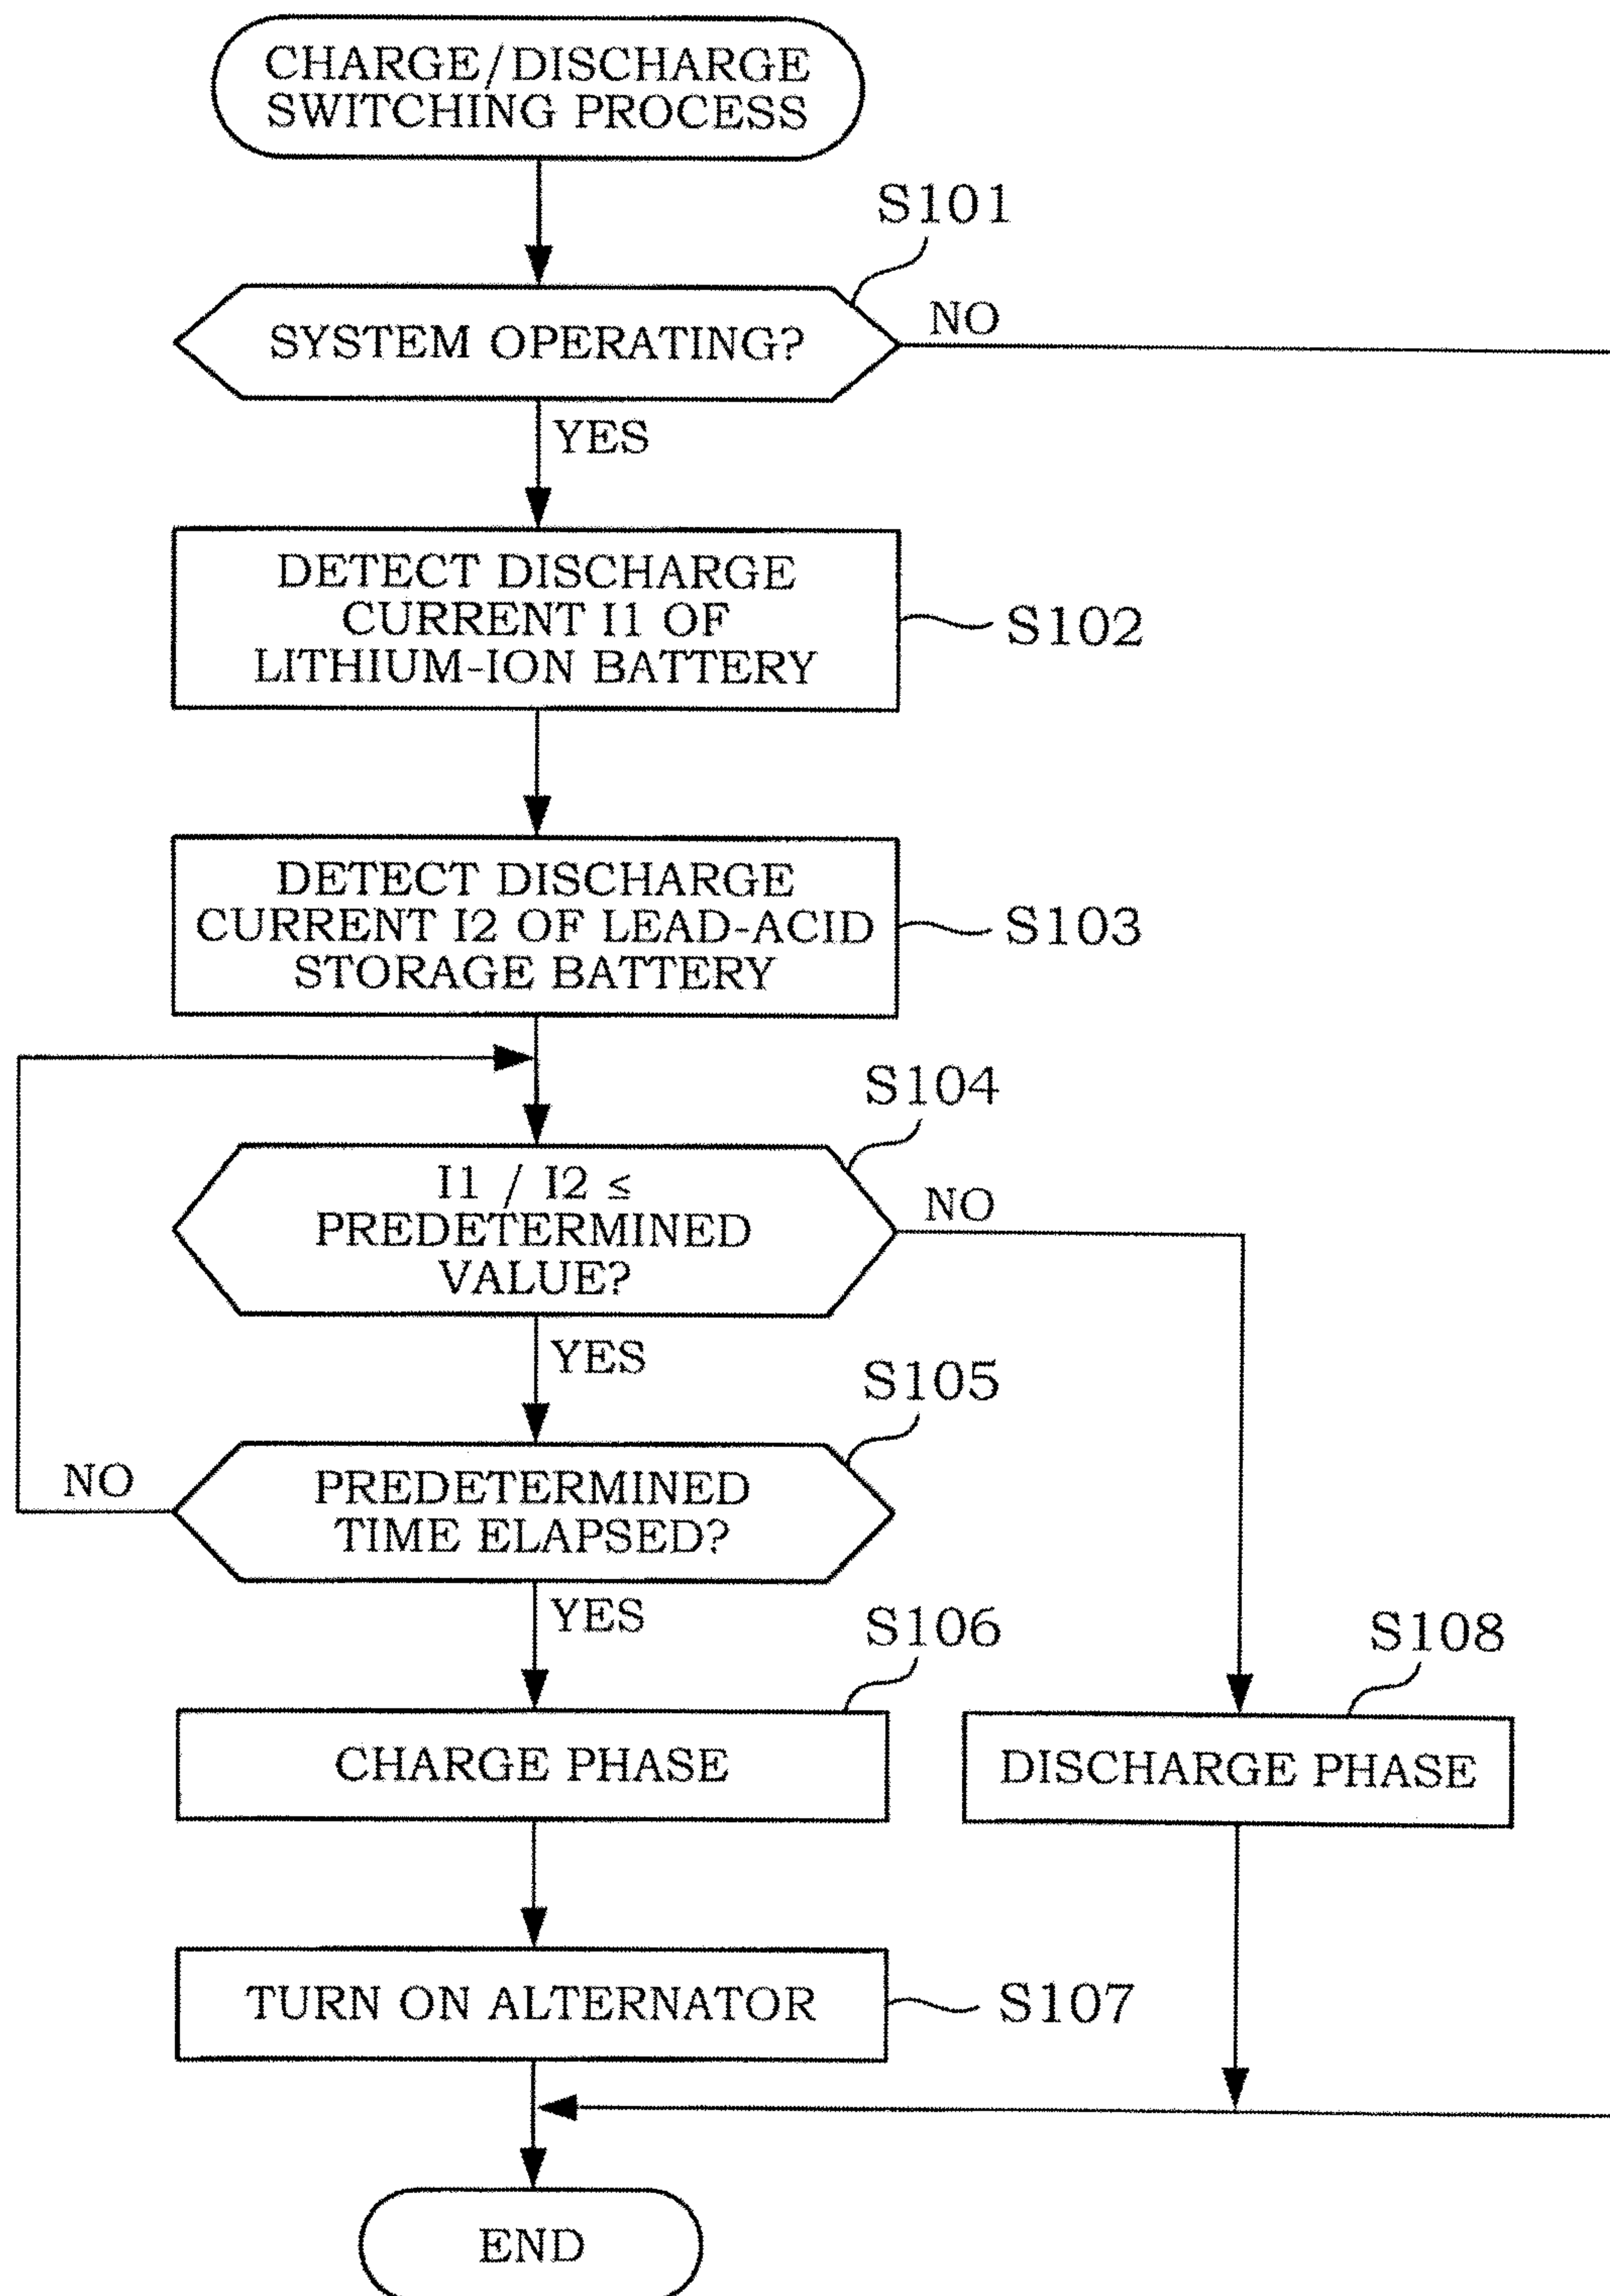 CHARGE/DISCHARGE
SWITCHING PROCESS
S101
SYSTEM OPERATING?
NO
YES
DETECT DISCHARGE
CURRENT I1 OF
LITHIUM-ION BATTERY
S102
DETECT DISCHARGE
CURRENT I2 OF LEAD-ACID
STORAGE BATTERY
S103
S104
I1 / I2 ≤
PREDETERMINED
VALUE?
NO
YES
S105
PREDETERMINED
TIME ELAPSED?
NO
YES
S106
CHARGE PHASE
S108
DISCHARGE PHASE
TURN ON ALTERNATOR
S107
END